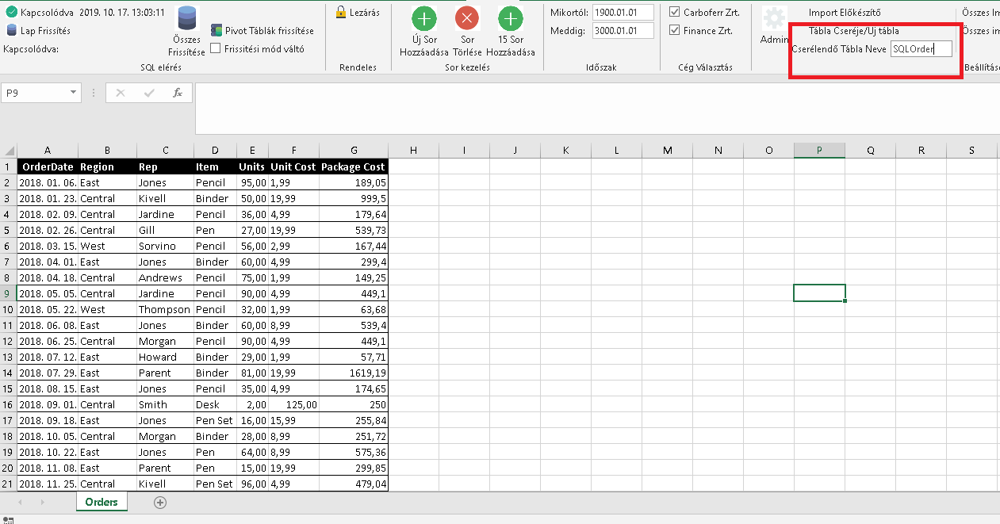 Kapcsolódva 2019. 10. 17. 13:03:11
Lap Frissítés
Kapcsolódva:
Összes
Frissítése
Pivot Táblák frissítése
Frissitési mód váltó
SQL elérés
Lezárás
Rendeles
Új Sor
Hozzáadása
Sor
Törlése
15 Sor
Hozzáadása
Sor kezelés
Mikortól: 1900.01.01
Meddig: 3000.01.01
Időszak
Carboferr Zrt.
Finance Zrt.
Cég Választás
Admin
Import Előkészítő
Tábla Cseréje/Új tábla
Cserélendő Tábla Neve SQLOrder
Összes Im
Összes im
Beállítás
P9
fx
A B C D E F G H I J K L M N O P Q R S
1 OrderDate Region Rep Item Units Unit Cost Package Cost
2 2018. 01. 06. East Jones Pencil 95,00 1,99 189,05
3 2018. 01. 23. Central Kivell Binder 50,00 19,99 999,5
4 2018. 02. 09. Central Jardine Pencil 36,00 4,99 179,64
5 2018. 02. 26. Central Gill Pen 27,00 19,99 539,73
6 2018. 03. 15. West Sorvino Pencil 56,00 2,99 167,44
7 2018. 04. 01. East Jones Binder 60,00 4,99 299,4
8 2018. 04. 18. Central Andrews Pencil 75,00 1,99 149,25
9 2018. 05. 05. Central Jardine Pencil 90,00 4,99 449,1
10 2018. 05. 22. West Thompson Pencil 32,00 1,99 63,68
11 2018. 06. 08. East Jones Binder 60,00 8,99 539,4
12 2018. 06. 25. Central Morgan Pencil 90,00 4,99 449,1
13 2018. 07. 12. East Howard Binder 29,00 1,99 57,71
14 2018. 07. 29. East Parent Binder 81,00 19,99 1619,19
15 2018. 08. 15. East Jones Pencil 35,00 4,99 174,65
16 2018. 09. 01. Central Smith Desk 2,00 125,00 250
17 2018. 09. 18. East Jones Pen Set 16,00 15,99 255,84
18 2018. 10. 05. Central Morgan Binder 28,00 8,99 251,72
19 2018. 10. 22. East Jones Pen 64,00 8,99 575,36
20 2018. 11. 08. East Parent Pen 15,00 19,99 299,85
21 2018. 11. 25. Central Kivell Pen Set 96,00 4,99 479,04
Orders